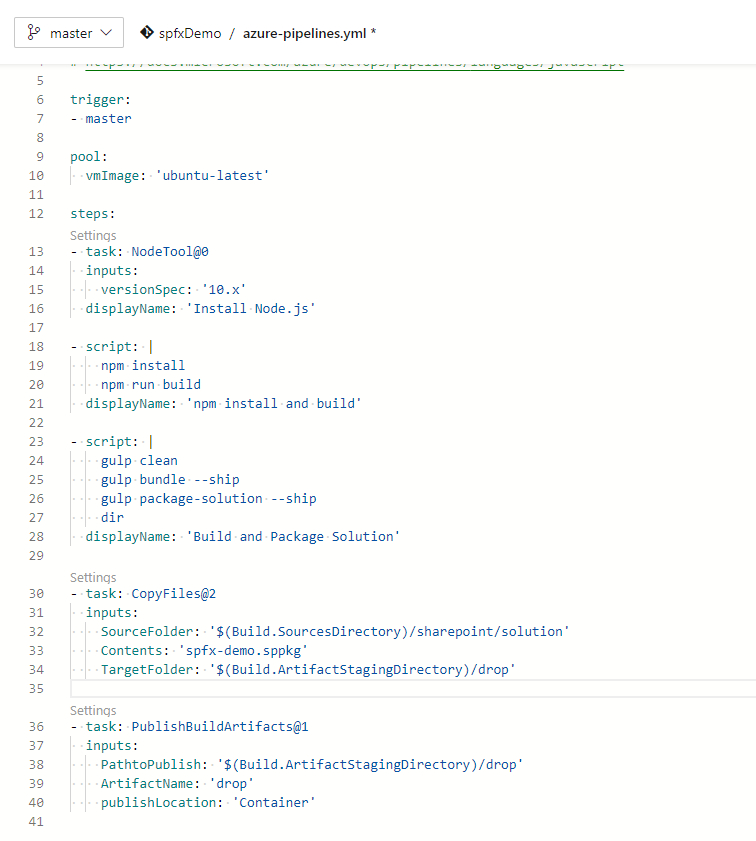 master spfxDemo / azure-pipelines.yml *
4 # https://docs.microsoft.com/azure/devops/pipelines/languages/javascript
5
6 trigger:
7 - master
8
9 pool:
10   vmImage: 'ubuntu-latest'
11
12 steps:
Settings
13 - task: NodeTool@0
14   inputs:
15     versionSpec: '10.x'
16   displayName: 'Install Node.js'
17
18 - script: |
19     npm install
20     npm run build
21   displayName: 'npm install and build'
22
23 - script: |
24     gulp clean
25     gulp bundle --ship
26     gulp package-solution --ship
27     dir
28   displayName: 'Build and Package Solution'
29
Settings
30 - task: CopyFiles@2
31   inputs:
32     SourceFolder: '$(Build.SourcesDirectory)/sharepoint/solution'
33     Contents: 'spfx-demo.sppkg'
34     TargetFolder: '$(Build.ArtifactStagingDirectory)/drop'
35
Settings
36 - task: PublishBuildArtifacts@1
37   inputs:
38     PathtoPublish: '$(Build.ArtifactStagingDirectory)/drop'
39     ArtifactName: 'drop'
40     publishLocation: 'Container'
41